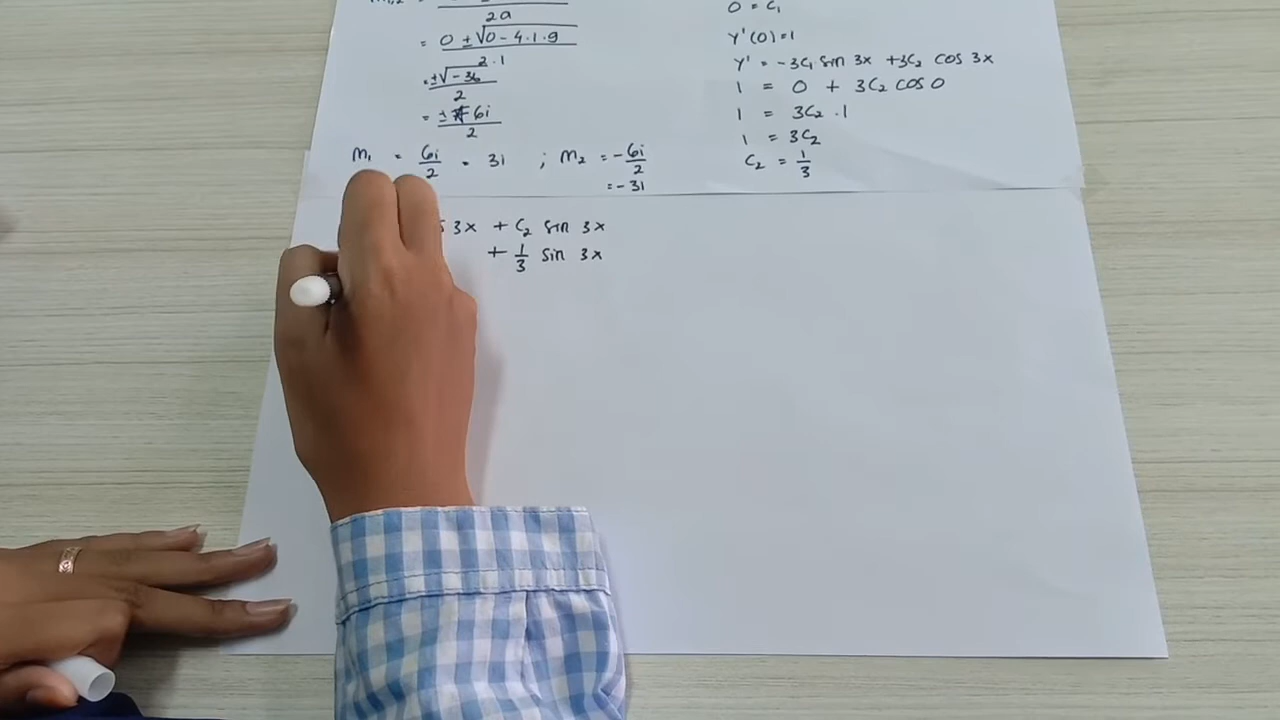 2a
= 0 ± √0 - 4.1.9
2.1
= ± √-36
2
= ± 6i
2
m₁ = 6i/2 = 3i ; m₂ = -6i/2
= -3i
3x + C₂ sin 3x
+ 1/3 sin 3x
0 = C₁
Y'(0) = 1
Y' = -3C₁ sin 3x + 3C₂ cos 3x
1 = 0 + 3C₂ cos 0
1 = 3C₂ . 1
1 = 3C₂
C₂ = 1/3